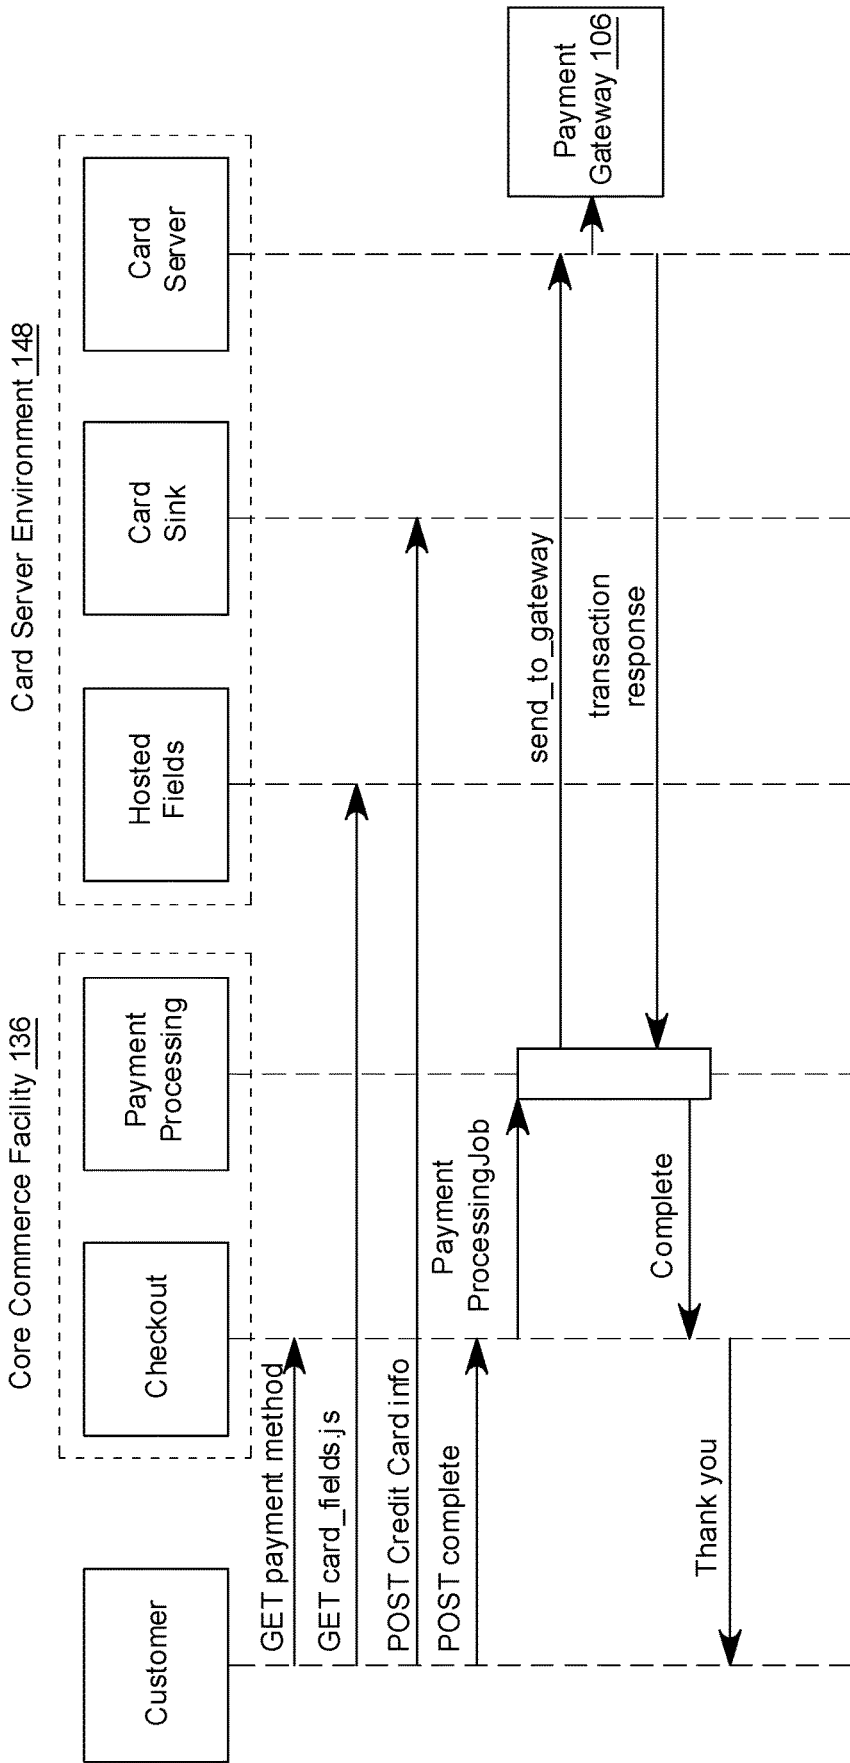 Core Commerce Facility 136
Card Server Environment 148
Customer
Checkout
Payment
Processing
Hosted
Fields
Card
Sink
Card
Server
GET payment method
GET card_fields.js
POST Credit Card info
POST complete
Payment
ProcessingJob
send_to_gateway
Payment
Gateway 106
transaction
response
Complete
Thank you